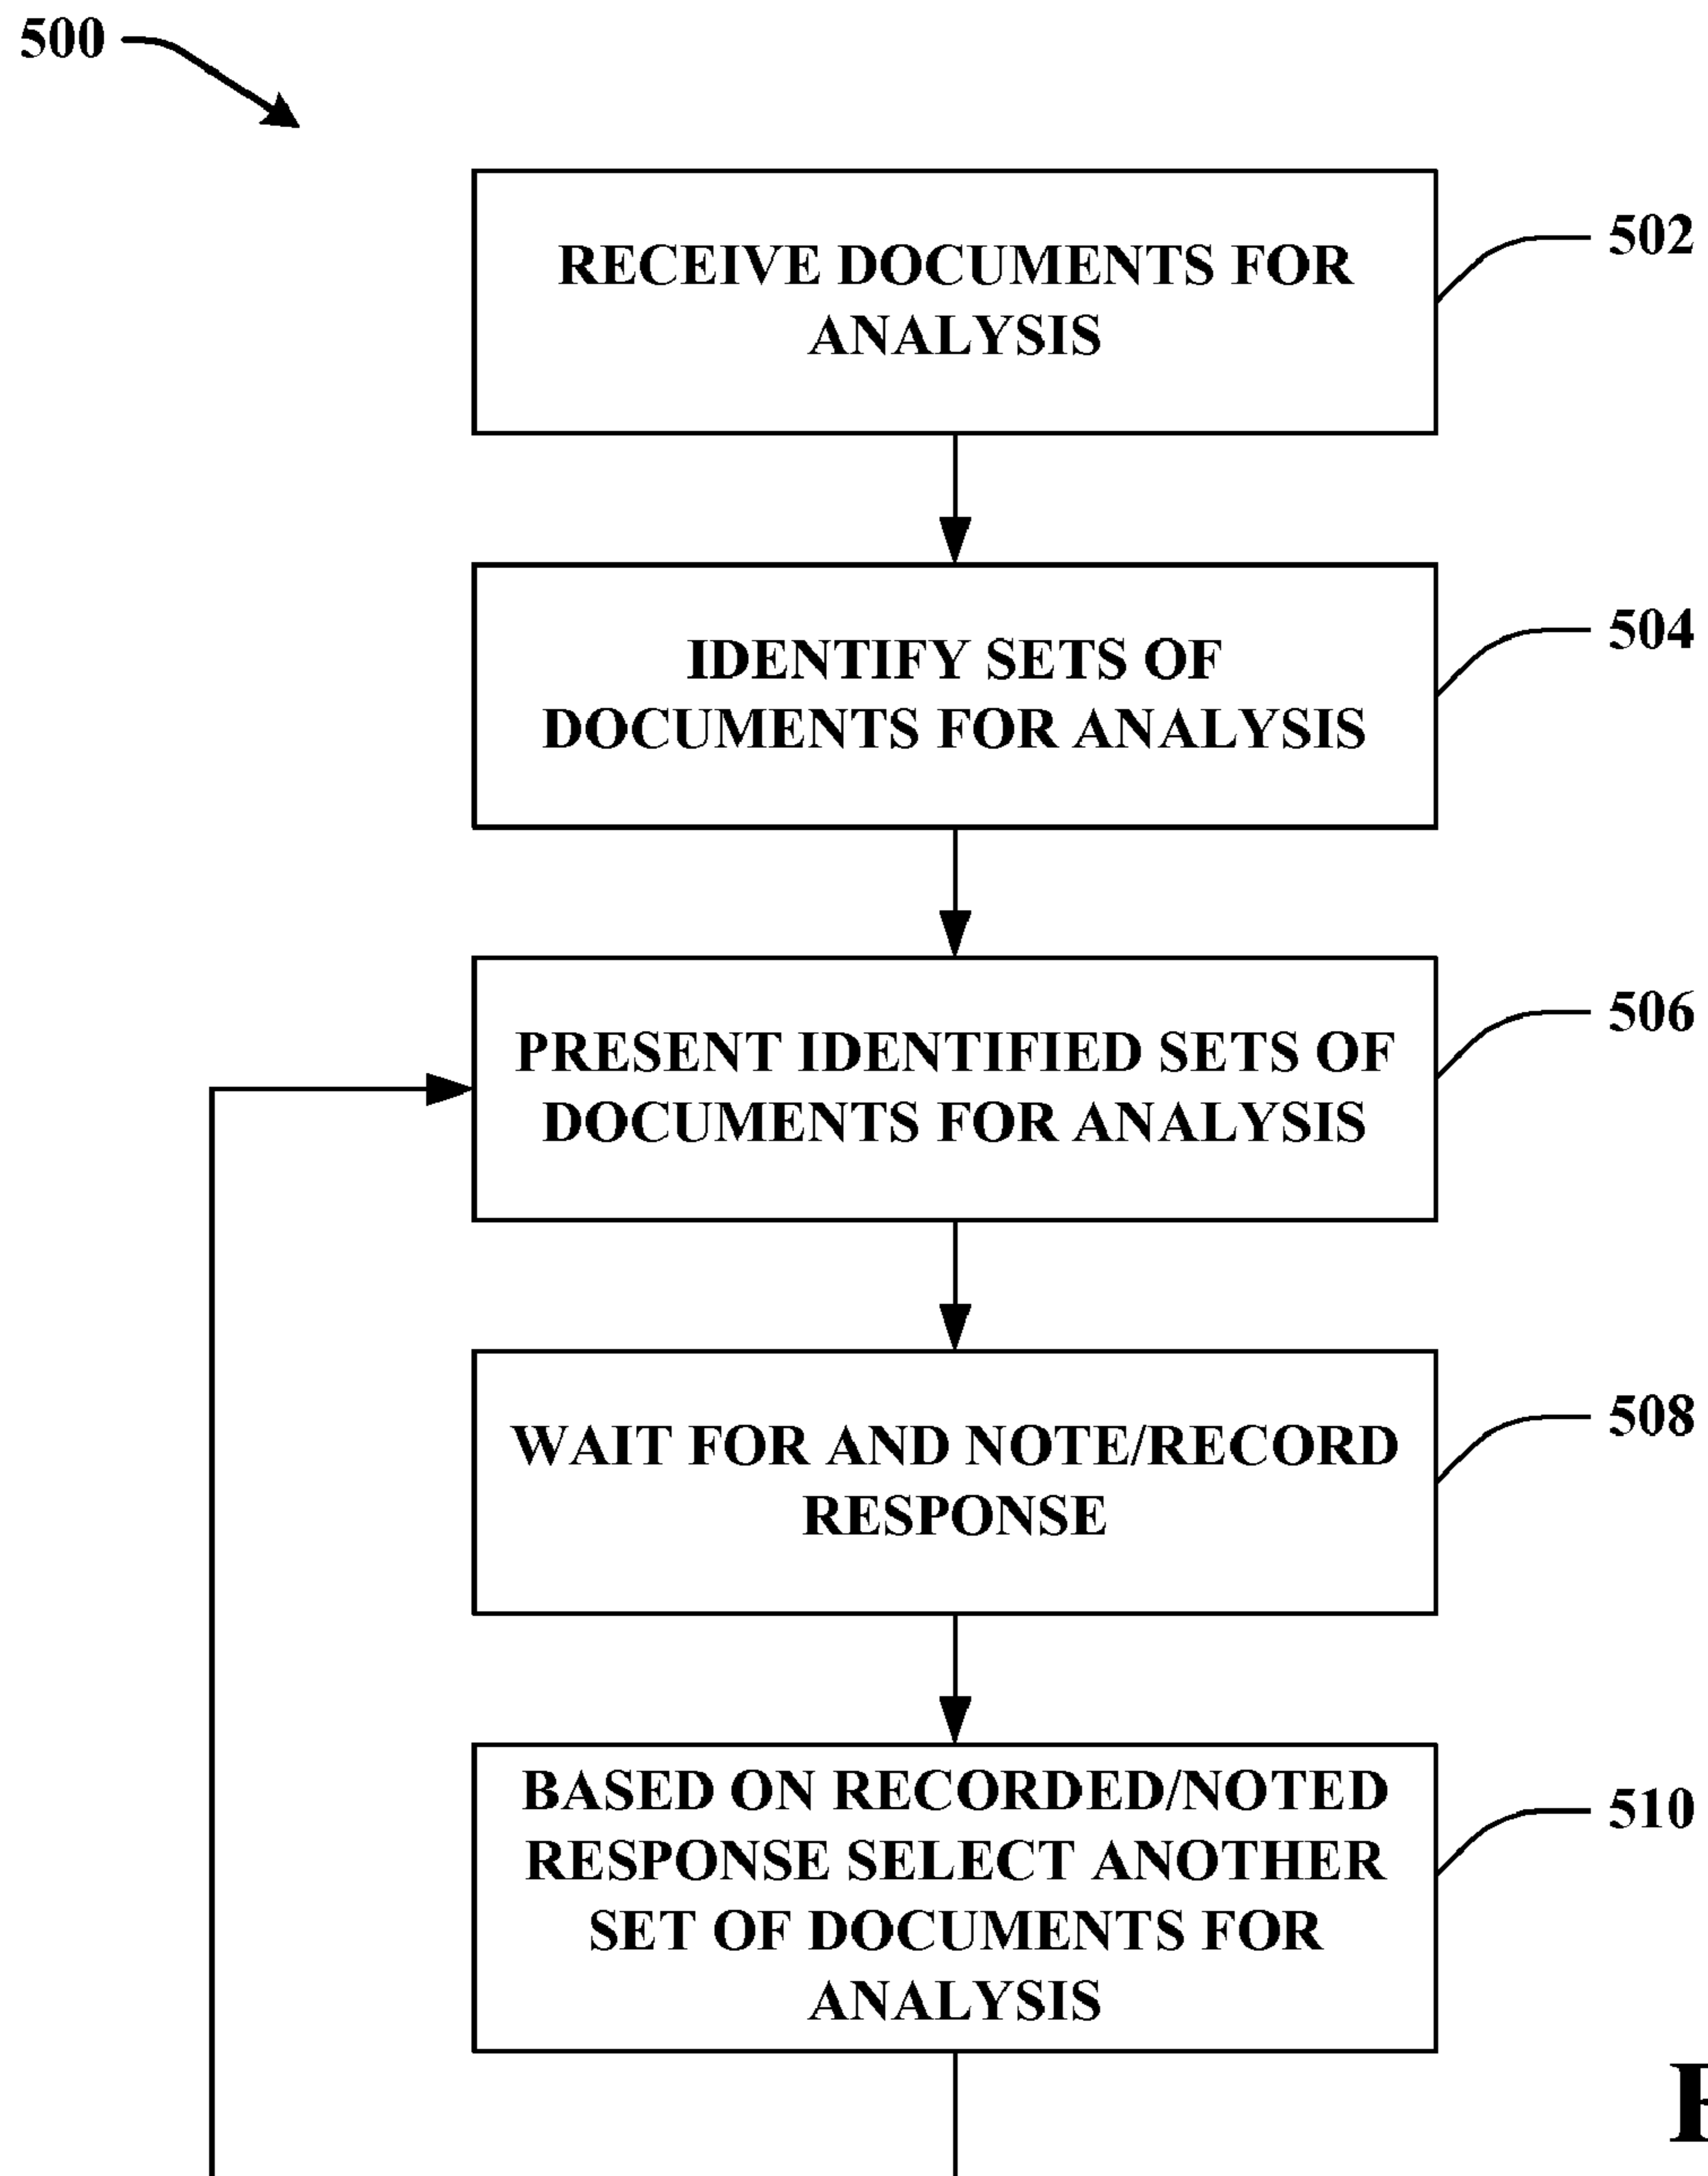 500
RECEIVE DOCUMENTS FOR
ANALYSIS
502
IDENTIFY SETS OF
DOCUMENTS FOR ANALYSIS
504
PRESENT IDENTIFIED SETS OF
DOCUMENTS FOR ANALYSIS
506
WAIT FOR AND NOTE/RECORD
RESPONSE
508
BASED ON RECORDED/NOTED
RESPONSE SELECT ANOTHER
SET OF DOCUMENTS FOR
ANALYSIS
510